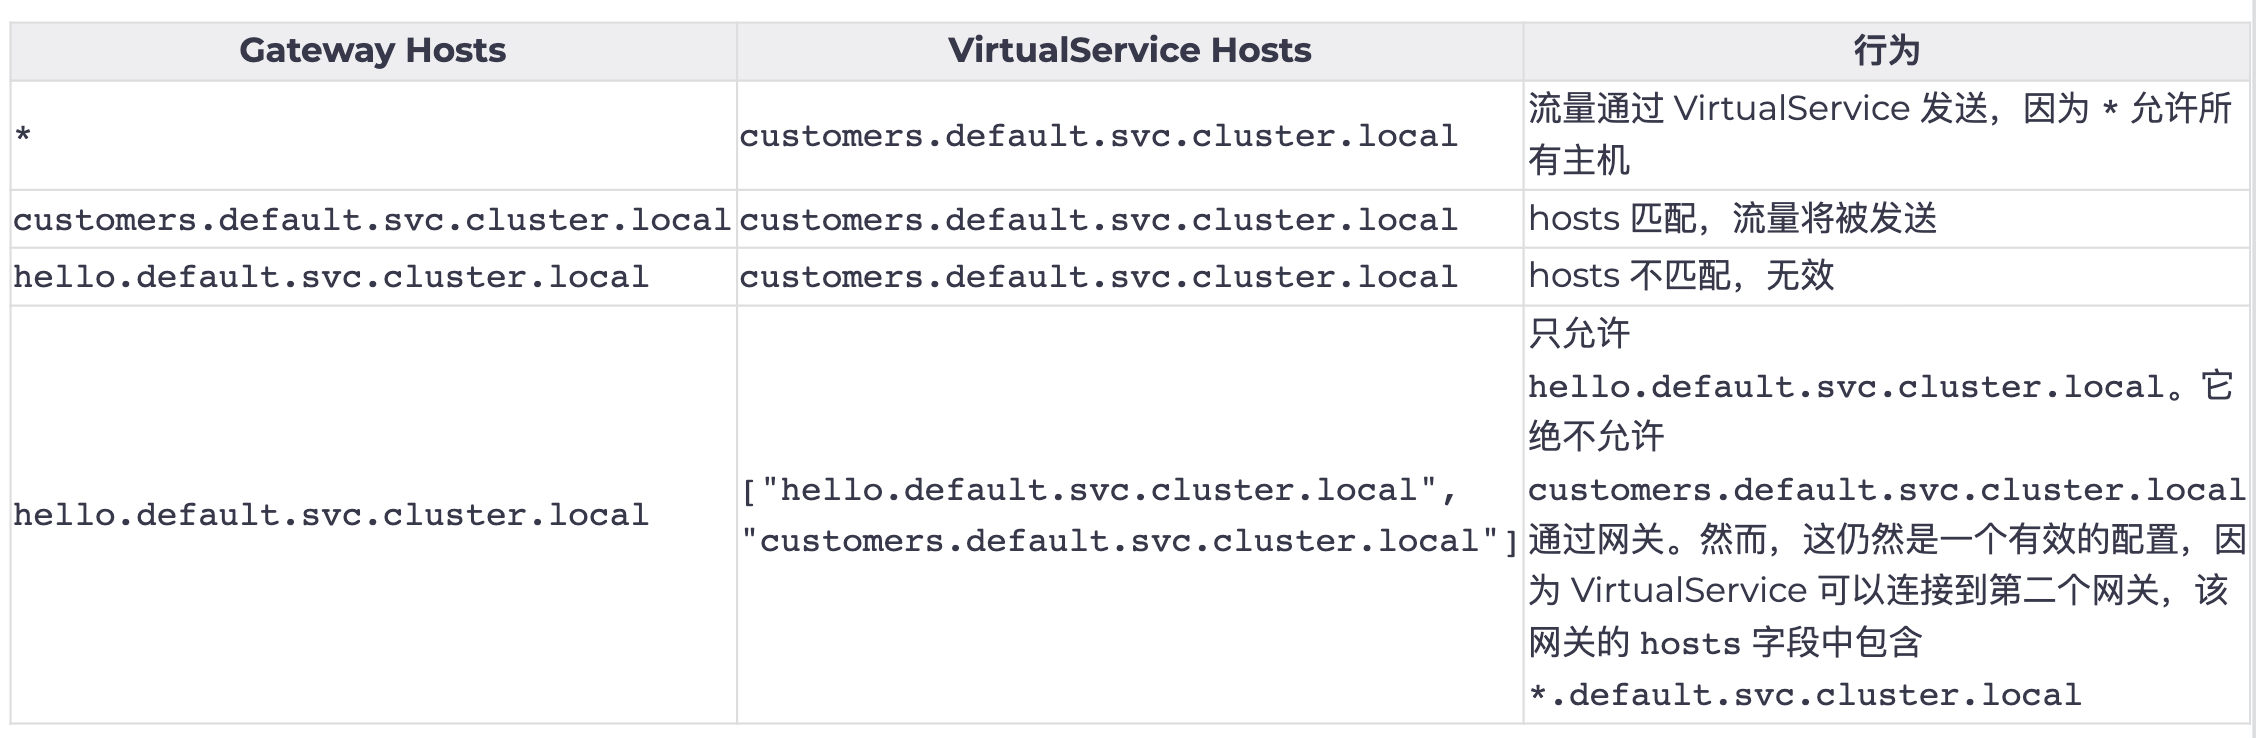 Gateway Hosts
VirtualService Hosts
行为
*
customers.default.svc.cluster.local
流量通过 VirtualService 发送，因为 * 允许所
有主机
customers.default.svc.cluster.local
customers.default.svc.cluster.local
hosts 匹配，流量将被发送
hello.default.svc.cluster.local
customers.default.svc.cluster.local
hosts 不匹配，无效
hello.default.svc.cluster.local
["hello.default.svc.cluster.local",
"customers.default.svc.cluster.local"]
只允许
hello.default.svc.cluster.local。它
绝不允许
customers.default.svc.cluster.local
通过网关。然而，这仍然是一个有效的配置，因
为 VirtualService 可以连接到第二个网关，该
网关的 hosts 字段中包含
*.default.svc.cluster.local